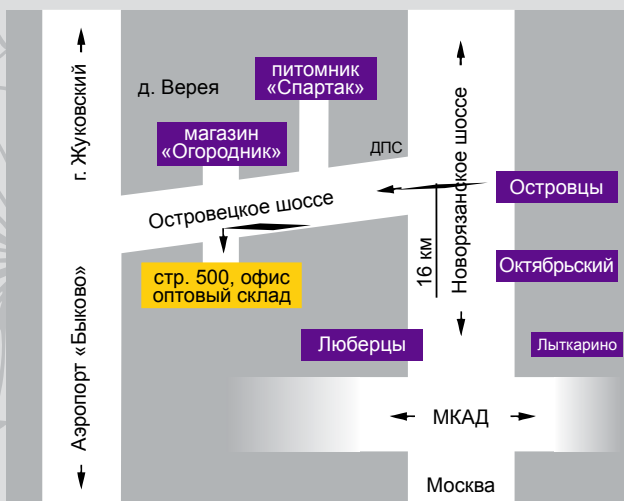 г. Жуковский
д. Верея
питомник
«Спартак»
магазин
«Огородник»
ДПС
Новорязанское шоссе
Островцы
Островецкое шоссе
16 км
Октябрьский
стр. 500, офис
оптовый склад
Аэропорт «Быково»
Люберцы
Лыткарино
МКАД
Москва